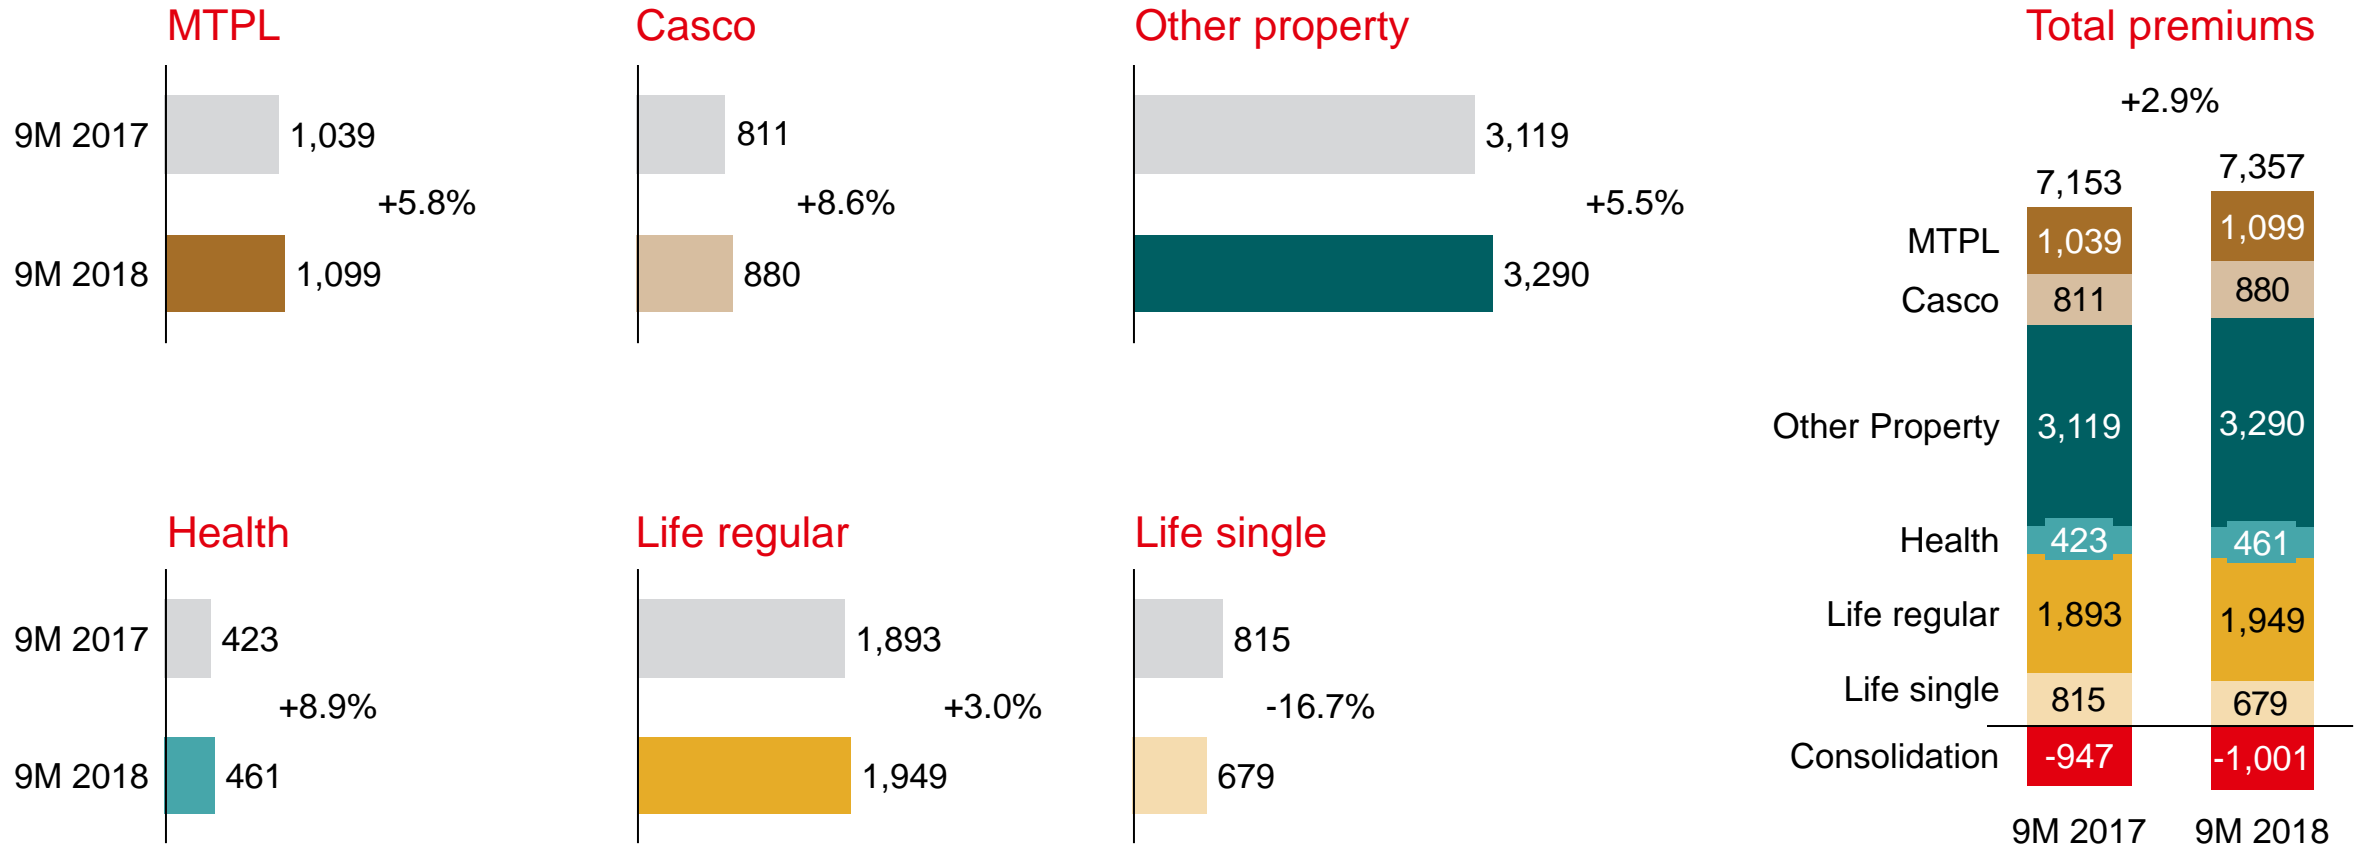 MTPL
9M 2017
1,039
+5.8%
9M 2018
1,099
Casco
811
+8.6%
880
Other property
3,119
+5.5%
3,290
Health
9M 2017
423
+8.9%
9M 2018
461
Life regular
1,893
+3.0%
1,949
Life single
815
-16.7%
679
Total premiums
+2.9%
7,153
7,357
MTPL
1,039
1,099
Casco
811
880
Other Property
3,119
3,290
Health
423
461
Life regular
1,893
1,949
Life single
815
679
Consolidation
-947
-1,001
9M 2017
9M 2018